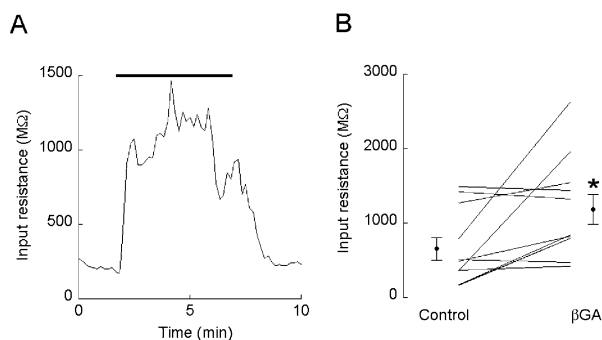 A
Input resistance (MΩ)
1500
1000
500
0
0
5
10
Time (min)
B
Input resistance (MΩ)
3000
2000
1000
0
*
Control
βGA